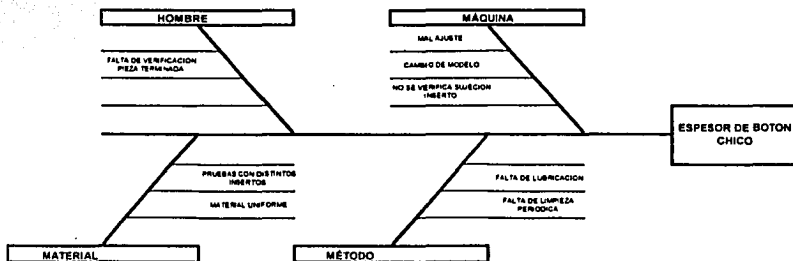 HOMBRE
MÁQUINA
MAL AJUSTE
FALTA DE VERIFICACION
PIEZA TERMINADA
CAMBIO DE MODELO
NO SE VERIFICA SUJECION
INSERTO
ESPESOR DE BOTON
CHICO
PRUEBAS CON DISTINTOS
INSERTOS
MATERIAL UNIFORME
FALTA DE LUBRICACION
FALTA DE LIMPIEZA
PERIODICA
MATERIAL
MÉTODO